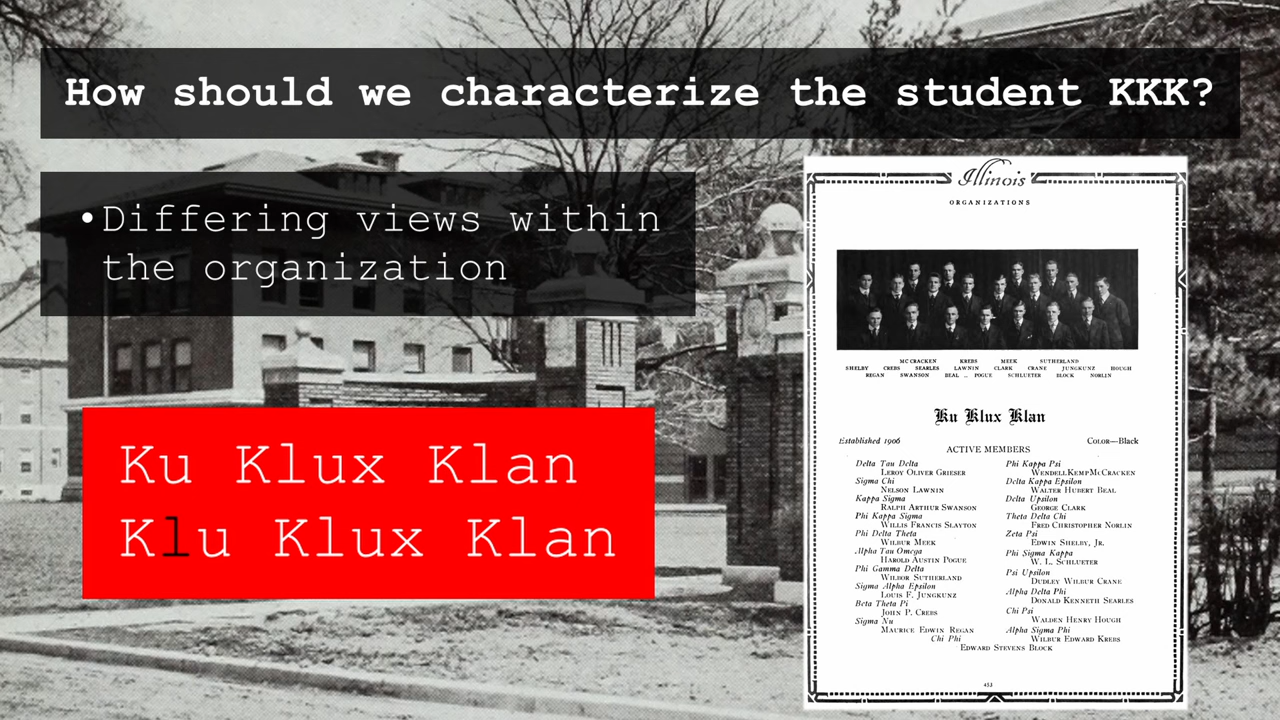 How should we characterize the student KKK?
• Differing views within
the organization
Ku Klux Klan
Klu Klux Klan
Illinois
ORGANIZATIONS
MCCRACKEN KREBS MEEK SUTHERLAND
SHELBY CREBS SEARLES LAWNIN CLARK CRANE JUNGKUNZ HOUGH
REGAN SWANSON BEAL .. POGUE SCHLUETER BLOCK NORLIN
Ku Klux Klan
Established 1906 Color—Black
ACTIVE MEMBERS
Delta Tau Delta
LEROY OLIVER GRIESER
Sigma Chi
NELSON LAWNIN
Kappa Sigma
RALPH ARTHUR SWANSON
Phi Kappa Sigma
WILLIS FRANCIS SLAYTON
Phi Delta Theta
WILBUR MEEK
Alpha Tau Omega
HAROLD AUSTIN POGUE
Phi Gamma Delta
WILBOR SUTHERLAND
Sigma Alpha Epsilon
LOUIS F. JUNGKUNZ
Beta Theta Pi
JOHN P. CREBS
Sigma Nu
MAURICE EDWIN REGAN
Phi Kappa Psi
WENDELL KEMP MCCRACKEN
Delta Kappa Epsilon
WALTER HUBERT BEAL
Delta Upsilon
GEORGE CLARK
Theta Delta Chi
FRED CHRISTOPHER NORLIN
Zeta Psi
EDWIN SHELBY, JR.
Phi Sigma Kappa
W. L. SCHLUETER
Psi Upsilon
DUDLEY WILBUR CRANE
Alpha Delta Phi
DONALD KENNETH SEARLES
Chi Psi
WALDEN HENRY HOUGH
Alpha Sigma Phi
WILBUR EDWARD KREBS
Chi Phi
EDWARD STEVENS BLOCK
453